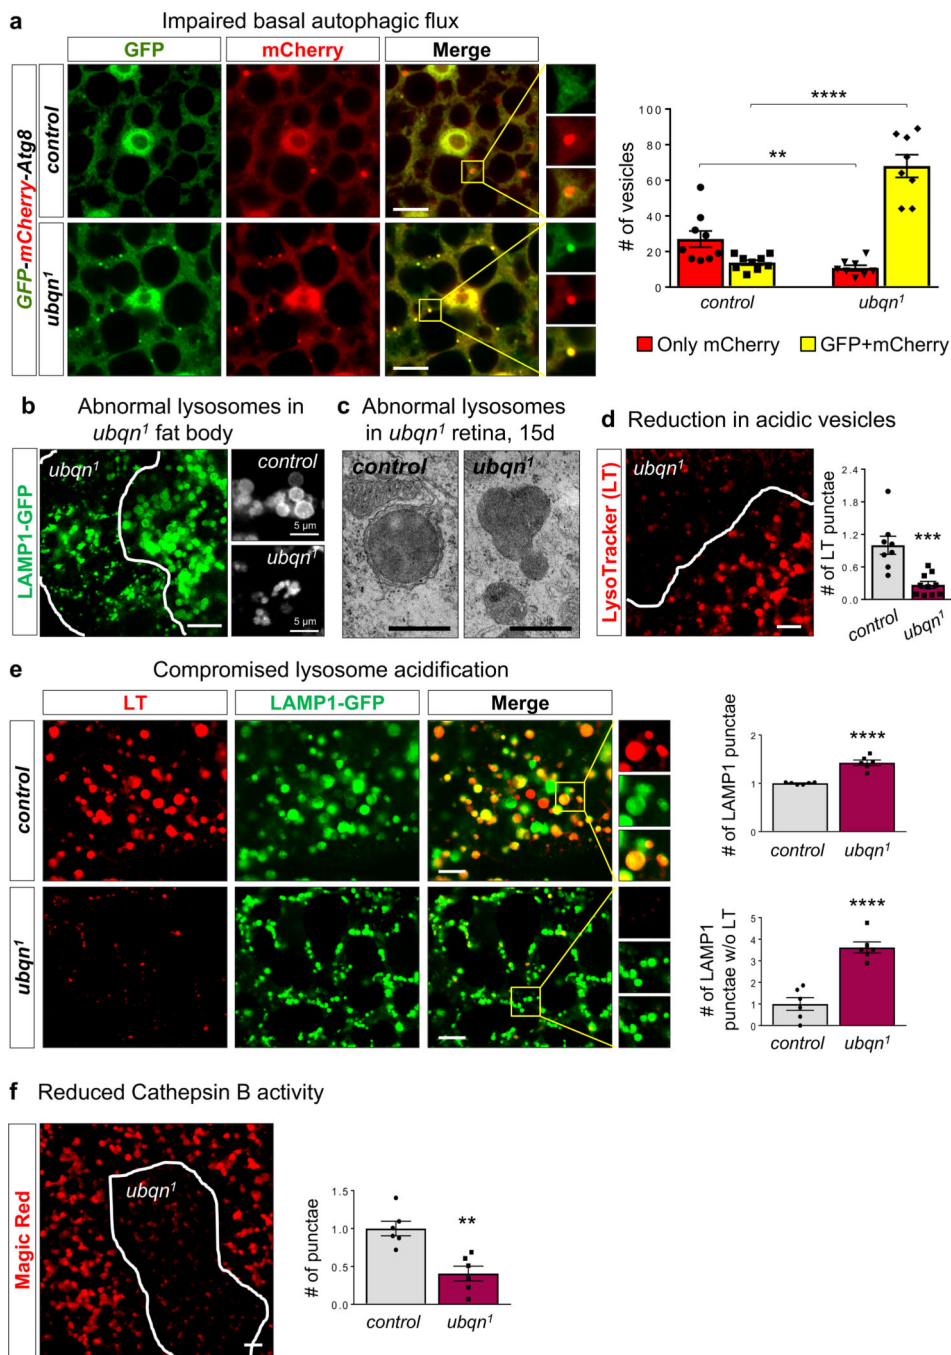 a Impaired basal autophagic flux
GFP mCherry Merge
GFP-mCherry-Atg8
control
ubqn1
# of vesicles
100
80
60
40
20
0
****
**
control ubqn1
Only mCherry GFP+mCherry
b Abnormal lysosomes in
ubqn1 fat body
LAMP1-GFP
ubqn1
control
5 µm
ubqn1
5 µm
c Abnormal lysosomes
in ubqn1 retina, 15d
control ubqn1
d Reduction in acidic vesicles
LysoTracker (LT)
ubqn1
# of LT punctae
2.4
1.8
1.2
0.6
0.0
***
control ubqn1
e Compromised lysosome acidification
LT LAMP1-GFP Merge
control
ubqn1
# of LAMP1 punctae
2
1
0
****
control ubqn1
# of LAMP1
punctae w/o LT
5
4
3
2
1
0
****
control ubqn1
f Reduced Cathepsin B activity
Magic Red
ubqn1
# of punctae
1.5
1.0
0.5
0.0
**
control ubqn1